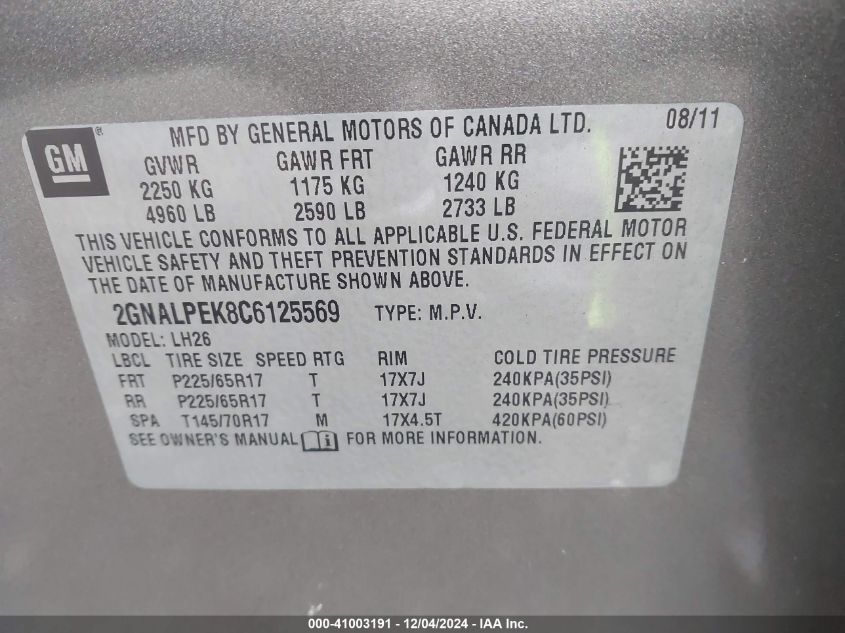 GM ®
MFD BY GENERAL MOTORS OF CANADA LTD. 08/11
GVWR GAWR FRT GAWR RR
2250 KG 1175 KG 1240 KG
4960 LB 2590 LB 2733 LB
THIS VEHICLE CONFORMS TO ALL APPLICABLE U.S. FEDERAL MOTOR
VEHICLE SAFETY AND THEFT PREVENTION STANDARDS IN EFFECT ON
THE DATE OF MANUFACTURE SHOWN ABOVE.
2GNALPEK8C6125569 TYPE: M.P.V.
MODEL: LH26
LBCL TIRE SIZE SPEED RTG RIM COLD TIRE PRESSURE
FRT P225/65R17 T 17X7J 240KPA(35PSI)
RR P225/65R17 T 17X7J 240KPA(35PSI)
SPA T145/70R17 M 17X4.5T 420KPA(60PSI)
SEE OWNER'S MANUAL i FOR MORE INFORMATION.
000-41003191 - 12/04/2024 - IAA Inc.